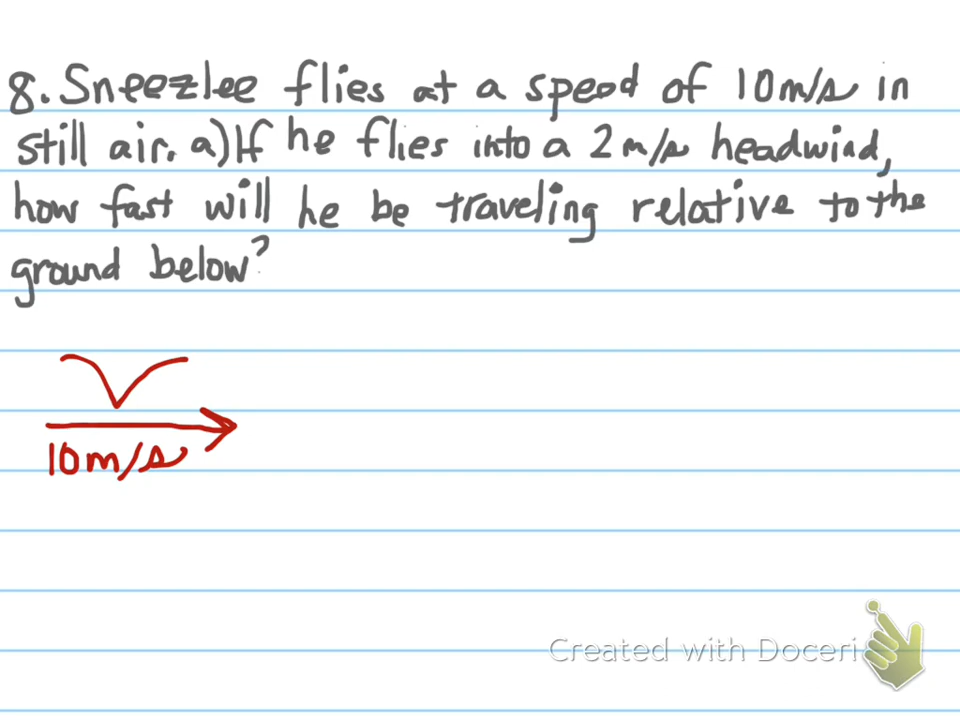 8. Sneezlee flies at a speed of 10m/s in
still air. a) If he flies into a 2m/s headwind,
how fast will he be traveling relative to the
ground below?
10m/s
Created with Doceri